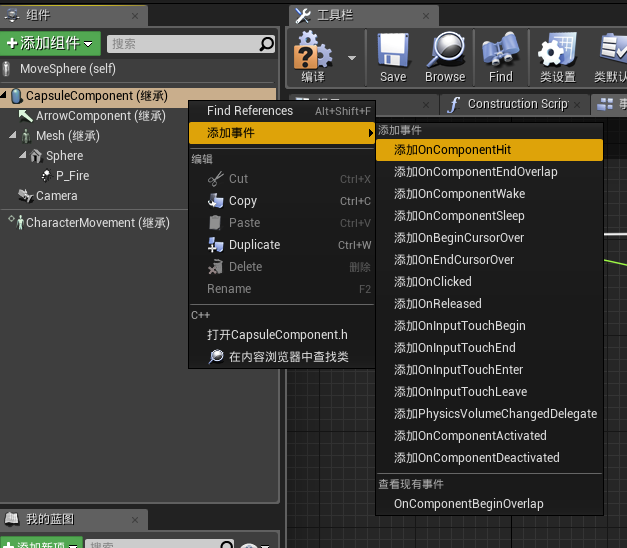 组件
工具栏
添加组件
搜索
MoveSphere (self)
CapsuleComponent (继承)
ArrowComponent (继承)
Mesh (继承)
Sphere
P_Fire
Camera
CharacterMovement (继承)
编译
Save
Browse
Find
类设置
Construction Scrip
Find References Alt+Shift+F
添加事件
编辑
Cut Ctrl+X
Copy Ctrl+C
Paste Ctrl+V
Duplicate Ctrl+W
Delete 删除
Rename F2
C++
打开CapsuleComponent.h
在内容浏览器中查找类
添加事件
添加OnComponentHit
添加OnComponentEndOverlap
添加OnComponentWake
添加OnComponentSleep
添加OnBeginCursorOver
添加OnEndCursorOver
添加OnClicked
添加OnReleased
添加OnInputTouchBegin
添加OnInputTouchEnd
添加OnInputTouchEnter
添加OnInputTouchLeave
添加PhysicsVolumeChangedDelegate
添加OnComponentActivated
添加OnComponentDeactivated
查看现有事件
OnComponentBeginOverlap
我的蓝图
添加新项
搜索